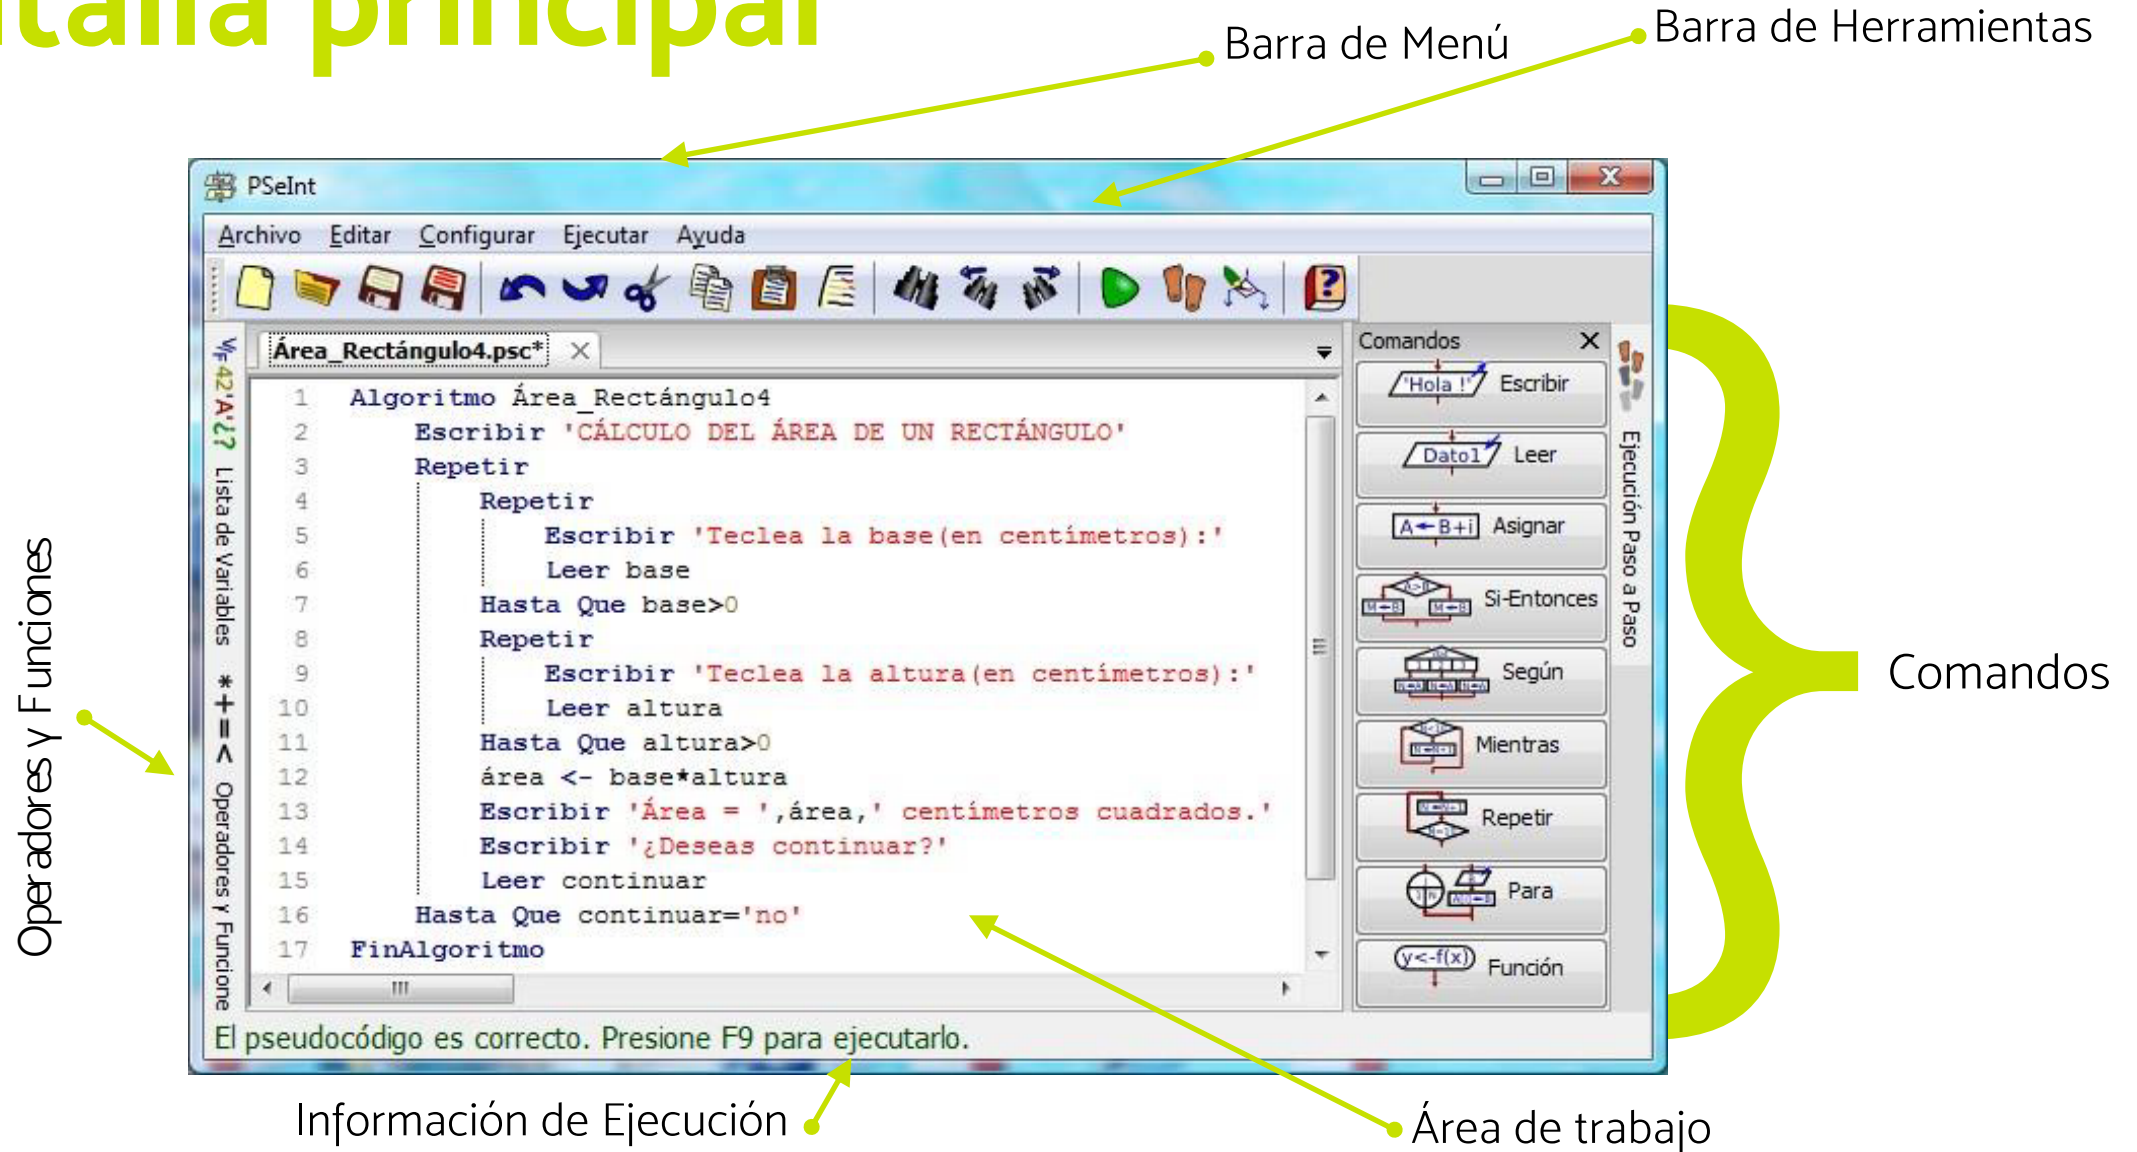 principal
Barra de Menú
Barra de Herramientas
PSeInt
Archivo Editar Configurar Ejecutar Ayuda
Área_Rectángulo4.psc*
1 Algoritmo Área_Rectángulo4
2 Escribir 'CÁLCULO DEL ÁREA DE UN RECTÁNGULO'
3 Repetir
4 Repetir
5 Escribir 'Teclea la base(en centímetros):'
6 Leer base
7 Hasta Que base>0
8 Repetir
9 Escribir 'Teclea la altura(en centímetros):'
10 Leer altura
11 Hasta Que altura>0
12 área <- base*altura
13 Escribir 'Área = ',área,' centímetros cuadrados.'
14 Escribir '¿Deseas continuar?'
15 Leer continuar
16 Hasta Que continuar='no'
17 FinAlgoritmo
Comandos
'Hola !' Escribir
Dato1 Leer
A←B+i Asignar
Si-Entonces
Según
Mientras
Repetir
Para
y<-f(x) Función
Ejecución Paso a Paso
42'A'¿? Lista de Variables
*+=< Operadores y Funcione
El pseudocódigo es correcto. Presione F9 para ejecutarlo.
Operadores y Funciones
Comandos
Información de Ejecución
Área de trabajo